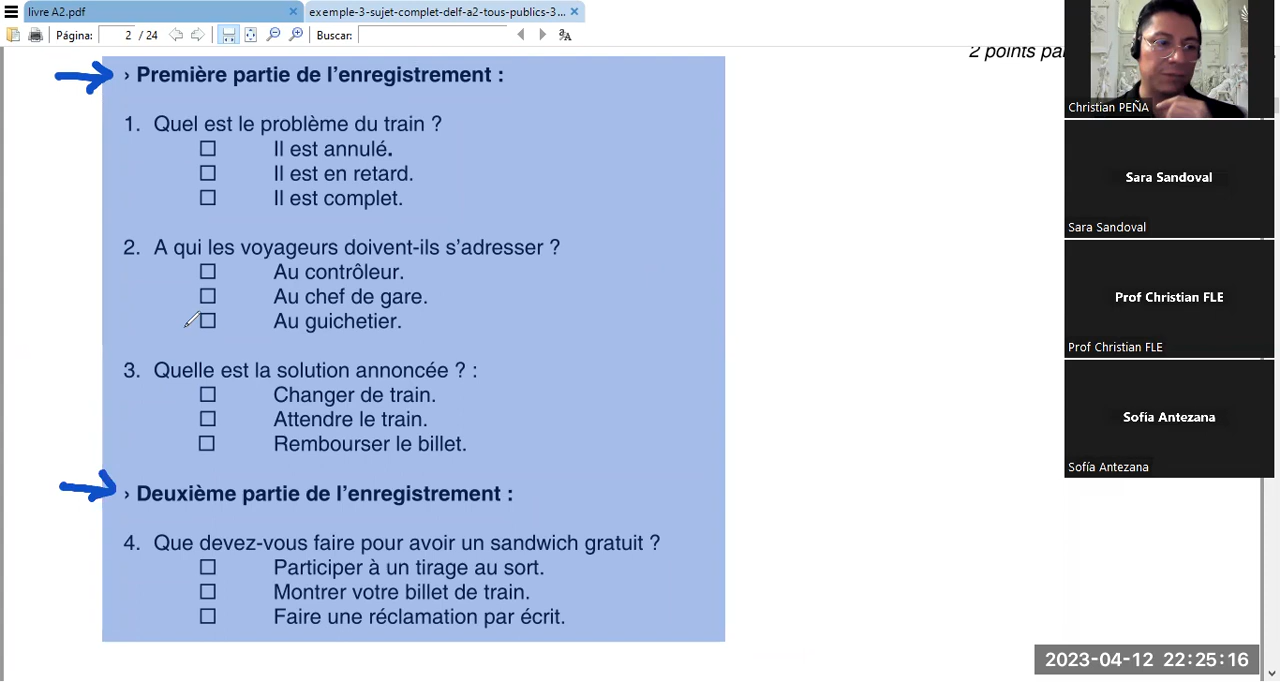 livre A2.pdf
exemple-3-sujet-complet-delf-a2-tous-publics-3...
Página: 2 / 24 Buscar:
2 points pa
› Première partie de l'enregistrement :
1. Quel est le problème du train ?
Il est annulé.
Il est en retard.
Il est complet.
2. A qui les voyageurs doivent-ils s'adresser ?
Au contrôleur.
Au chef de gare.
Au guichetier.
3. Quelle est la solution annoncée ? :
Changer de train.
Attendre le train.
Rembourser le billet.
› Deuxième partie de l'enregistrement :
4. Que devez-vous faire pour avoir un sandwich gratuit ?
Participer à un tirage au sort.
Montrer votre billet de train.
Faire une réclamation par écrit.
Christian PEÑA
Sara Sandoval
Sara Sandoval
Prof Christian FLE
Prof Christian FLE
Sofía Antezana
Sofía Antezana
2023-04-12 22:25:16